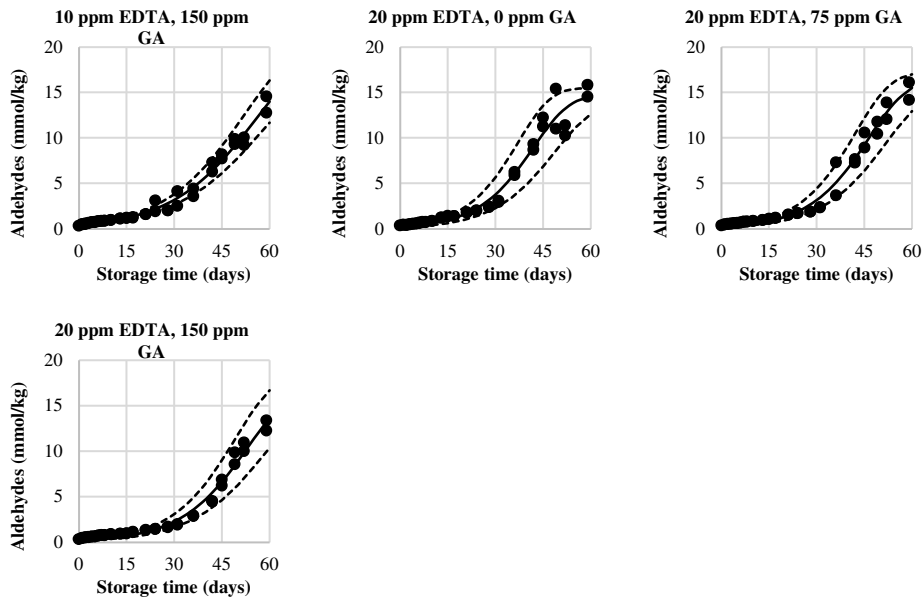 10 ppm EDTA, 150 ppm
GA
20
15
10
5
0
0 15 30 45 60
Aldehydes (mmol/kg)
Storage time (days)
20 ppm EDTA, 0 ppm GA
20
15
10
5
0
0 15 30 45 60
Aldehydes (mmol/kg)
Storage time (days)
20 ppm EDTA, 75 ppm GA
20
15
10
5
0
0 15 30 45 60
Aldehydes (mmol/kg)
Storage time (days)
20 ppm EDTA, 150 ppm
GA
20
15
10
5
0
0 15 30 45 60
Aldehydes (mmol/kg)
Storage time (days)